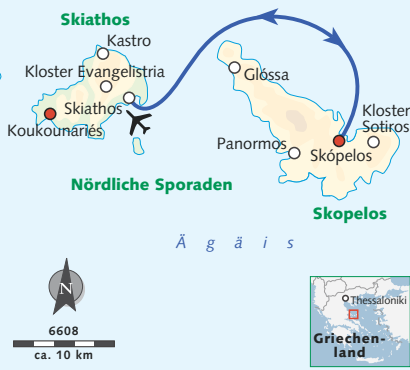 Skiathos
Kastro
Kloster Evangelistria
Skiathos
Koukounariés
Glóssa
Kloster
Sotiros
Panormos
Skópelos
Nördliche Sporaden
Skopelos
Ägäis
N
6608
ca. 10 km
Thessaloniki
Griechen-
land